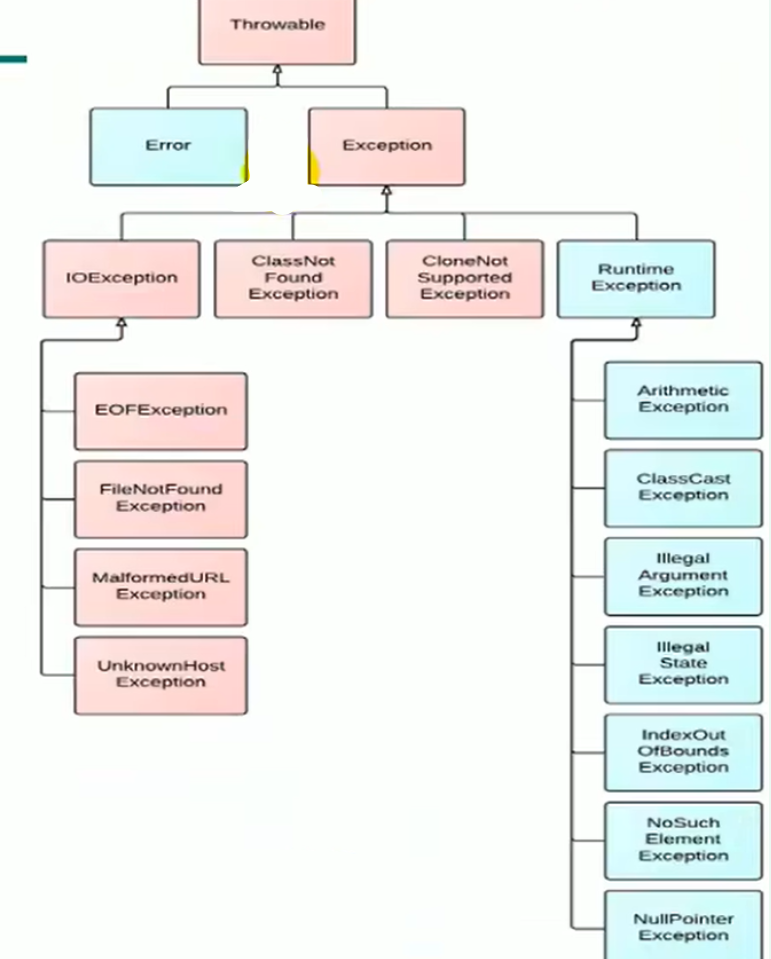 Throwable
Error
Exception
IOException
ClassNot
Found
Exception
CloneNot
Supported
Exception
Runtime
Exception
EOFException
FileNotFound
Exception
MalformedURL
Exception
UnknownHost
Exception
Arithmetic
Exception
ClassCast
Exception
Illegal
Argument
Exception
Illegal
State
Exception
IndexOut
OfBounds
Exception
NoSuch
Element
Exception
NullPointer
Exception